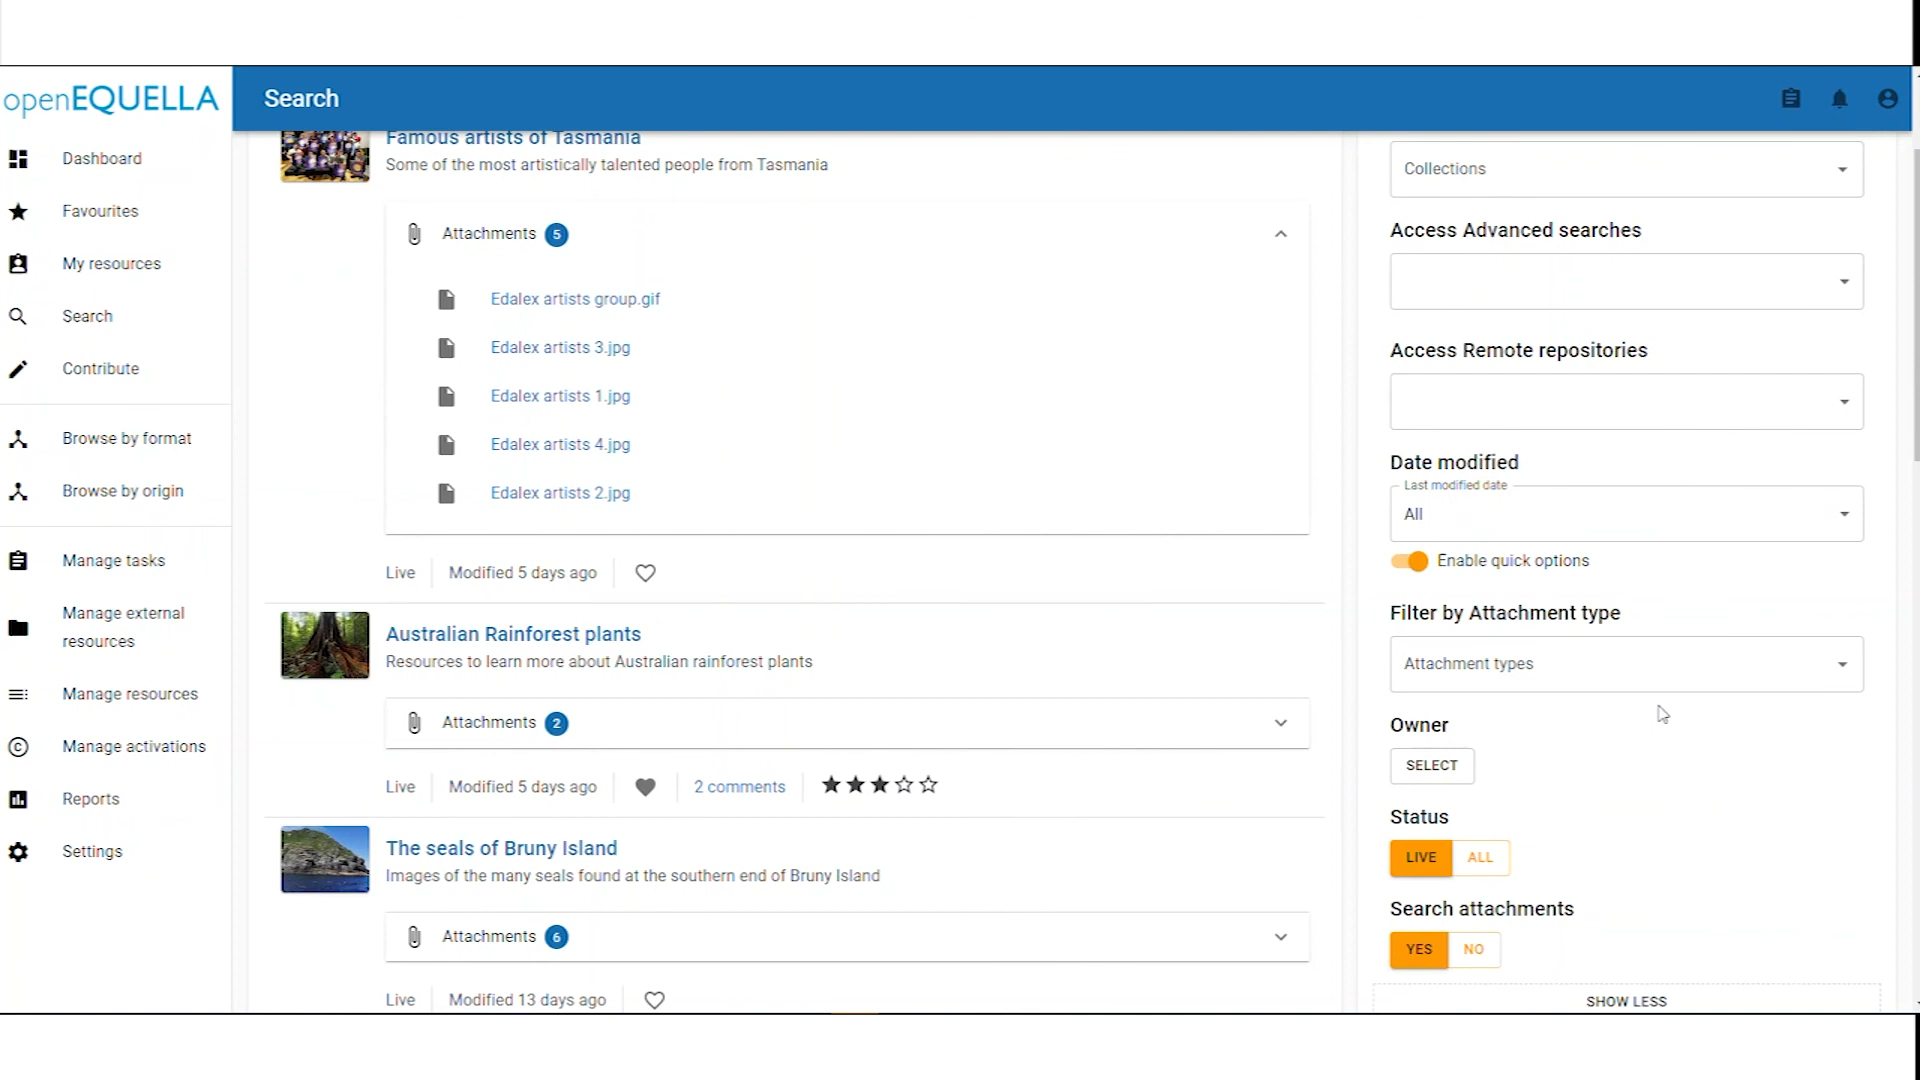 openEQUELLA
Search
Dashboard
Favourites
My resources
Search
Contribute
Browse by format
Browse by origin
Manage tasks
Manage external
resources
Manage resources
Manage activations
Reports
Settings
Famous artists of Tasmania
Some of the most artistically talented people from Tasmania
Attachments 5
Edalex artists group.gif
Edalex artists 3.jpg
Edalex artists 1.jpg
Edalex artists 4.jpg
Edalex artists 2.jpg
Live Modified 5 days ago
Australian Rainforest plants
Resources to learn more about Australian rainforest plants
Attachments 2
Live Modified 5 days ago 2 comments
The seals of Bruny Island
Images of the many seals found at the southern end of Bruny Island
Attachments 6
Live Modified 13 days ago
Collections
Access Advanced searches
Access Remote repositories
Date modified
Last modified date
All
Enable quick options
Filter by Attachment type
Attachment types
Owner
SELECT
Status
LIVE ALL
Search attachments
YES NO
SHOW LESS